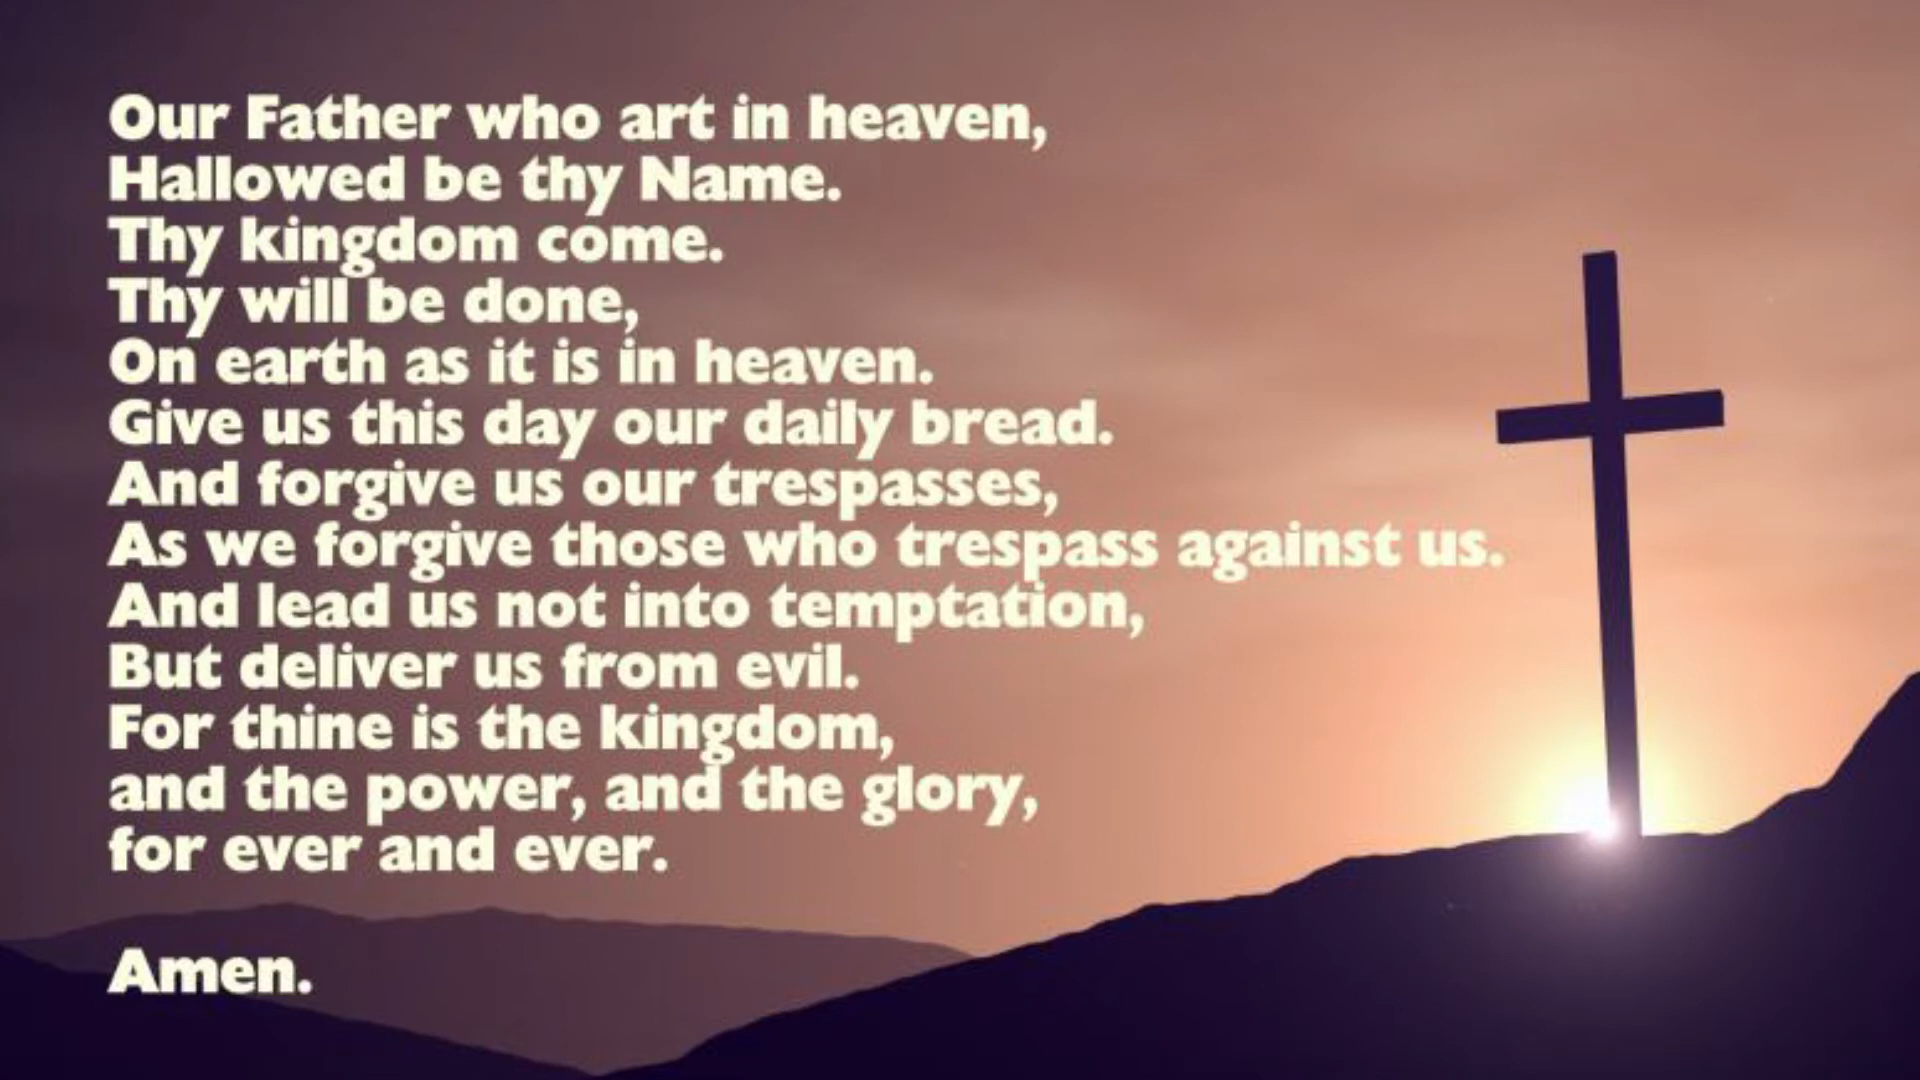 Our Father who art in heaven,
Hallowed be thy Name.
Thy kingdom come.
Thy will be done,
On earth as it is in heaven.
Give us this day our daily bread.
And forgive us our trespasses,
As we forgive those who trespass against us.
And lead us not into temptation,
But deliver us from evil.
For thine is the kingdom,
and the power, and the glory,
for ever and ever.
Amen.